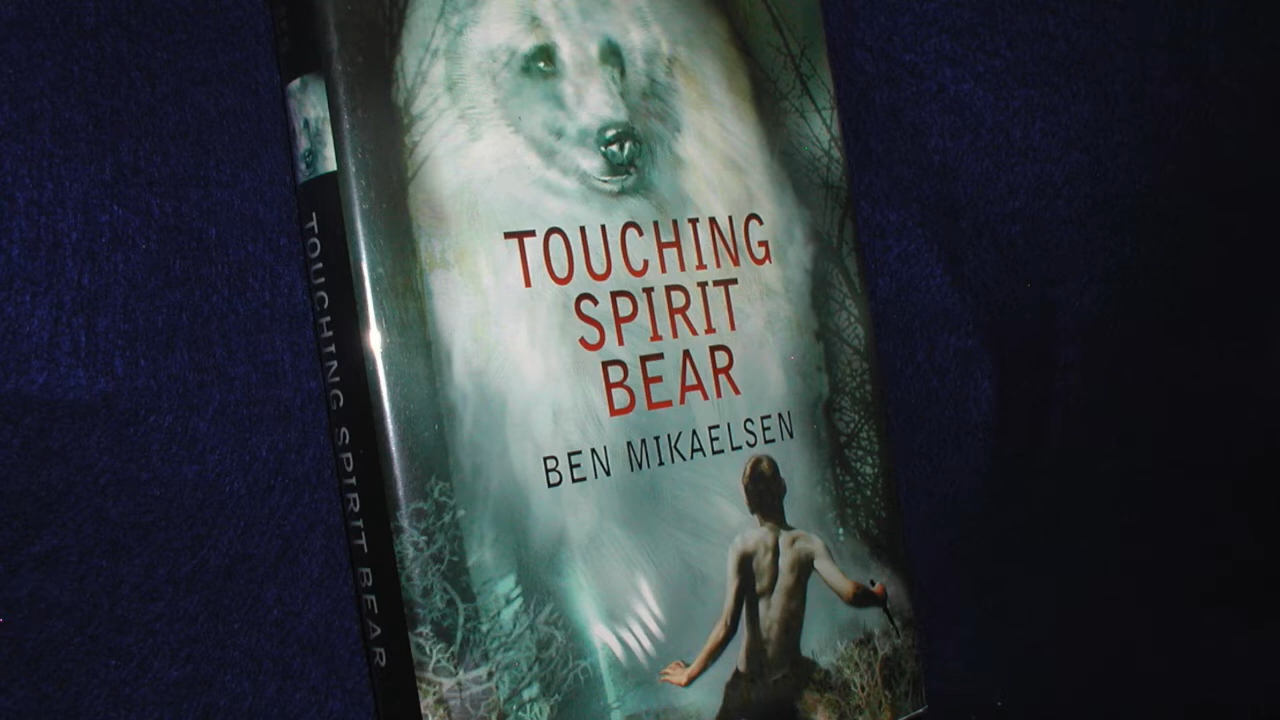 TOUCHING
SPIRIT
BEAR
BEN MIKAELSEN
TOUCHING SPIRIT BEAR